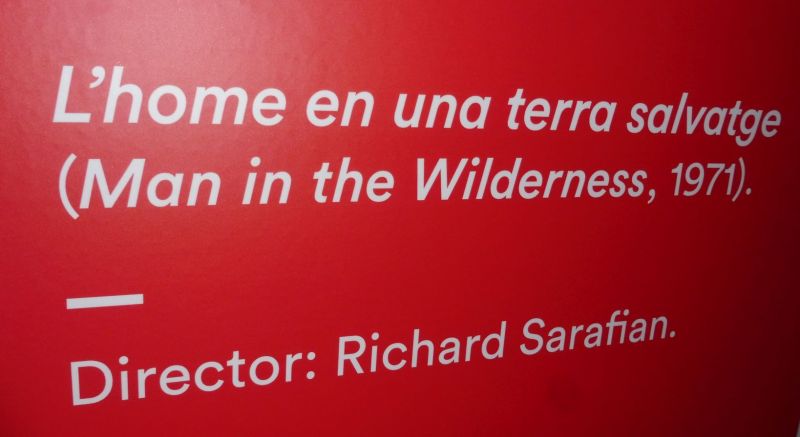 L’home en una terra salvatge
(Man in the Wilderness, 1971).
Director: Richard Sarafian.